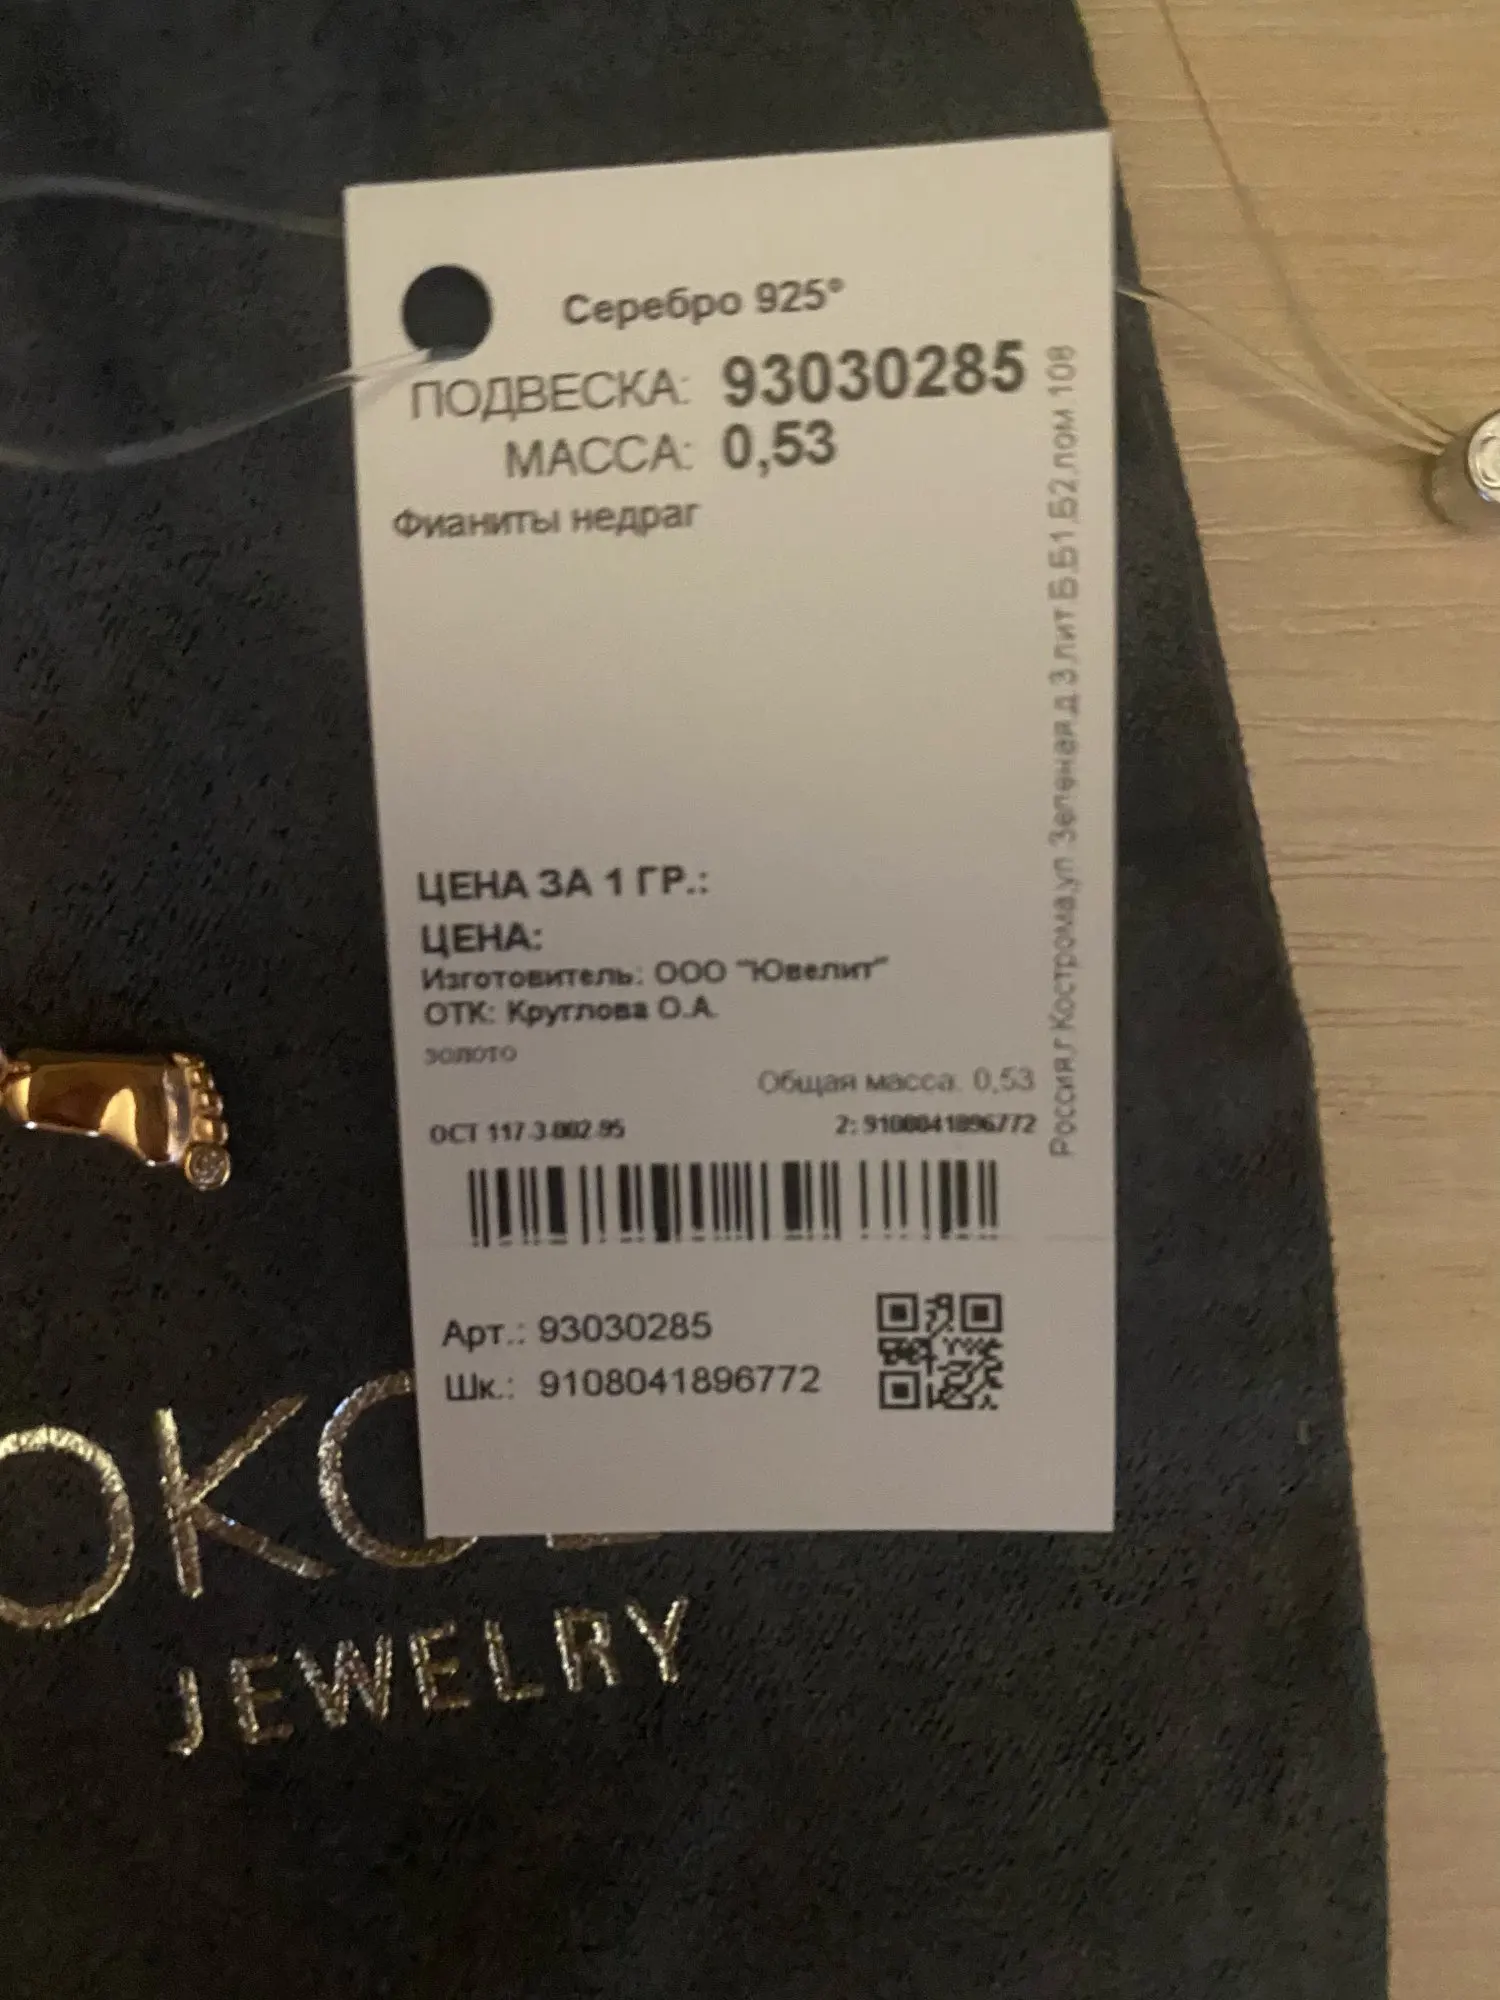 Серебро 925°
ПОДВЕСКА: 93030285
МАССА: 0,53
Фианиты недраг
ЦЕНА ЗА 1 ГР.:
ЦЕНА:
Изготовитель: ООО "Ювелит"
ОТК: Круглова О.А.
золото
Общая масса: 0,53
ОСТ 117-3-002-95
2: 9108041896772
Арт.: 93030285
Шк.: 9108041896772
Россия,г Кострома,ул Зеленая,д 3,лит Б,Б1,Б2,пом 108
JEWELRY